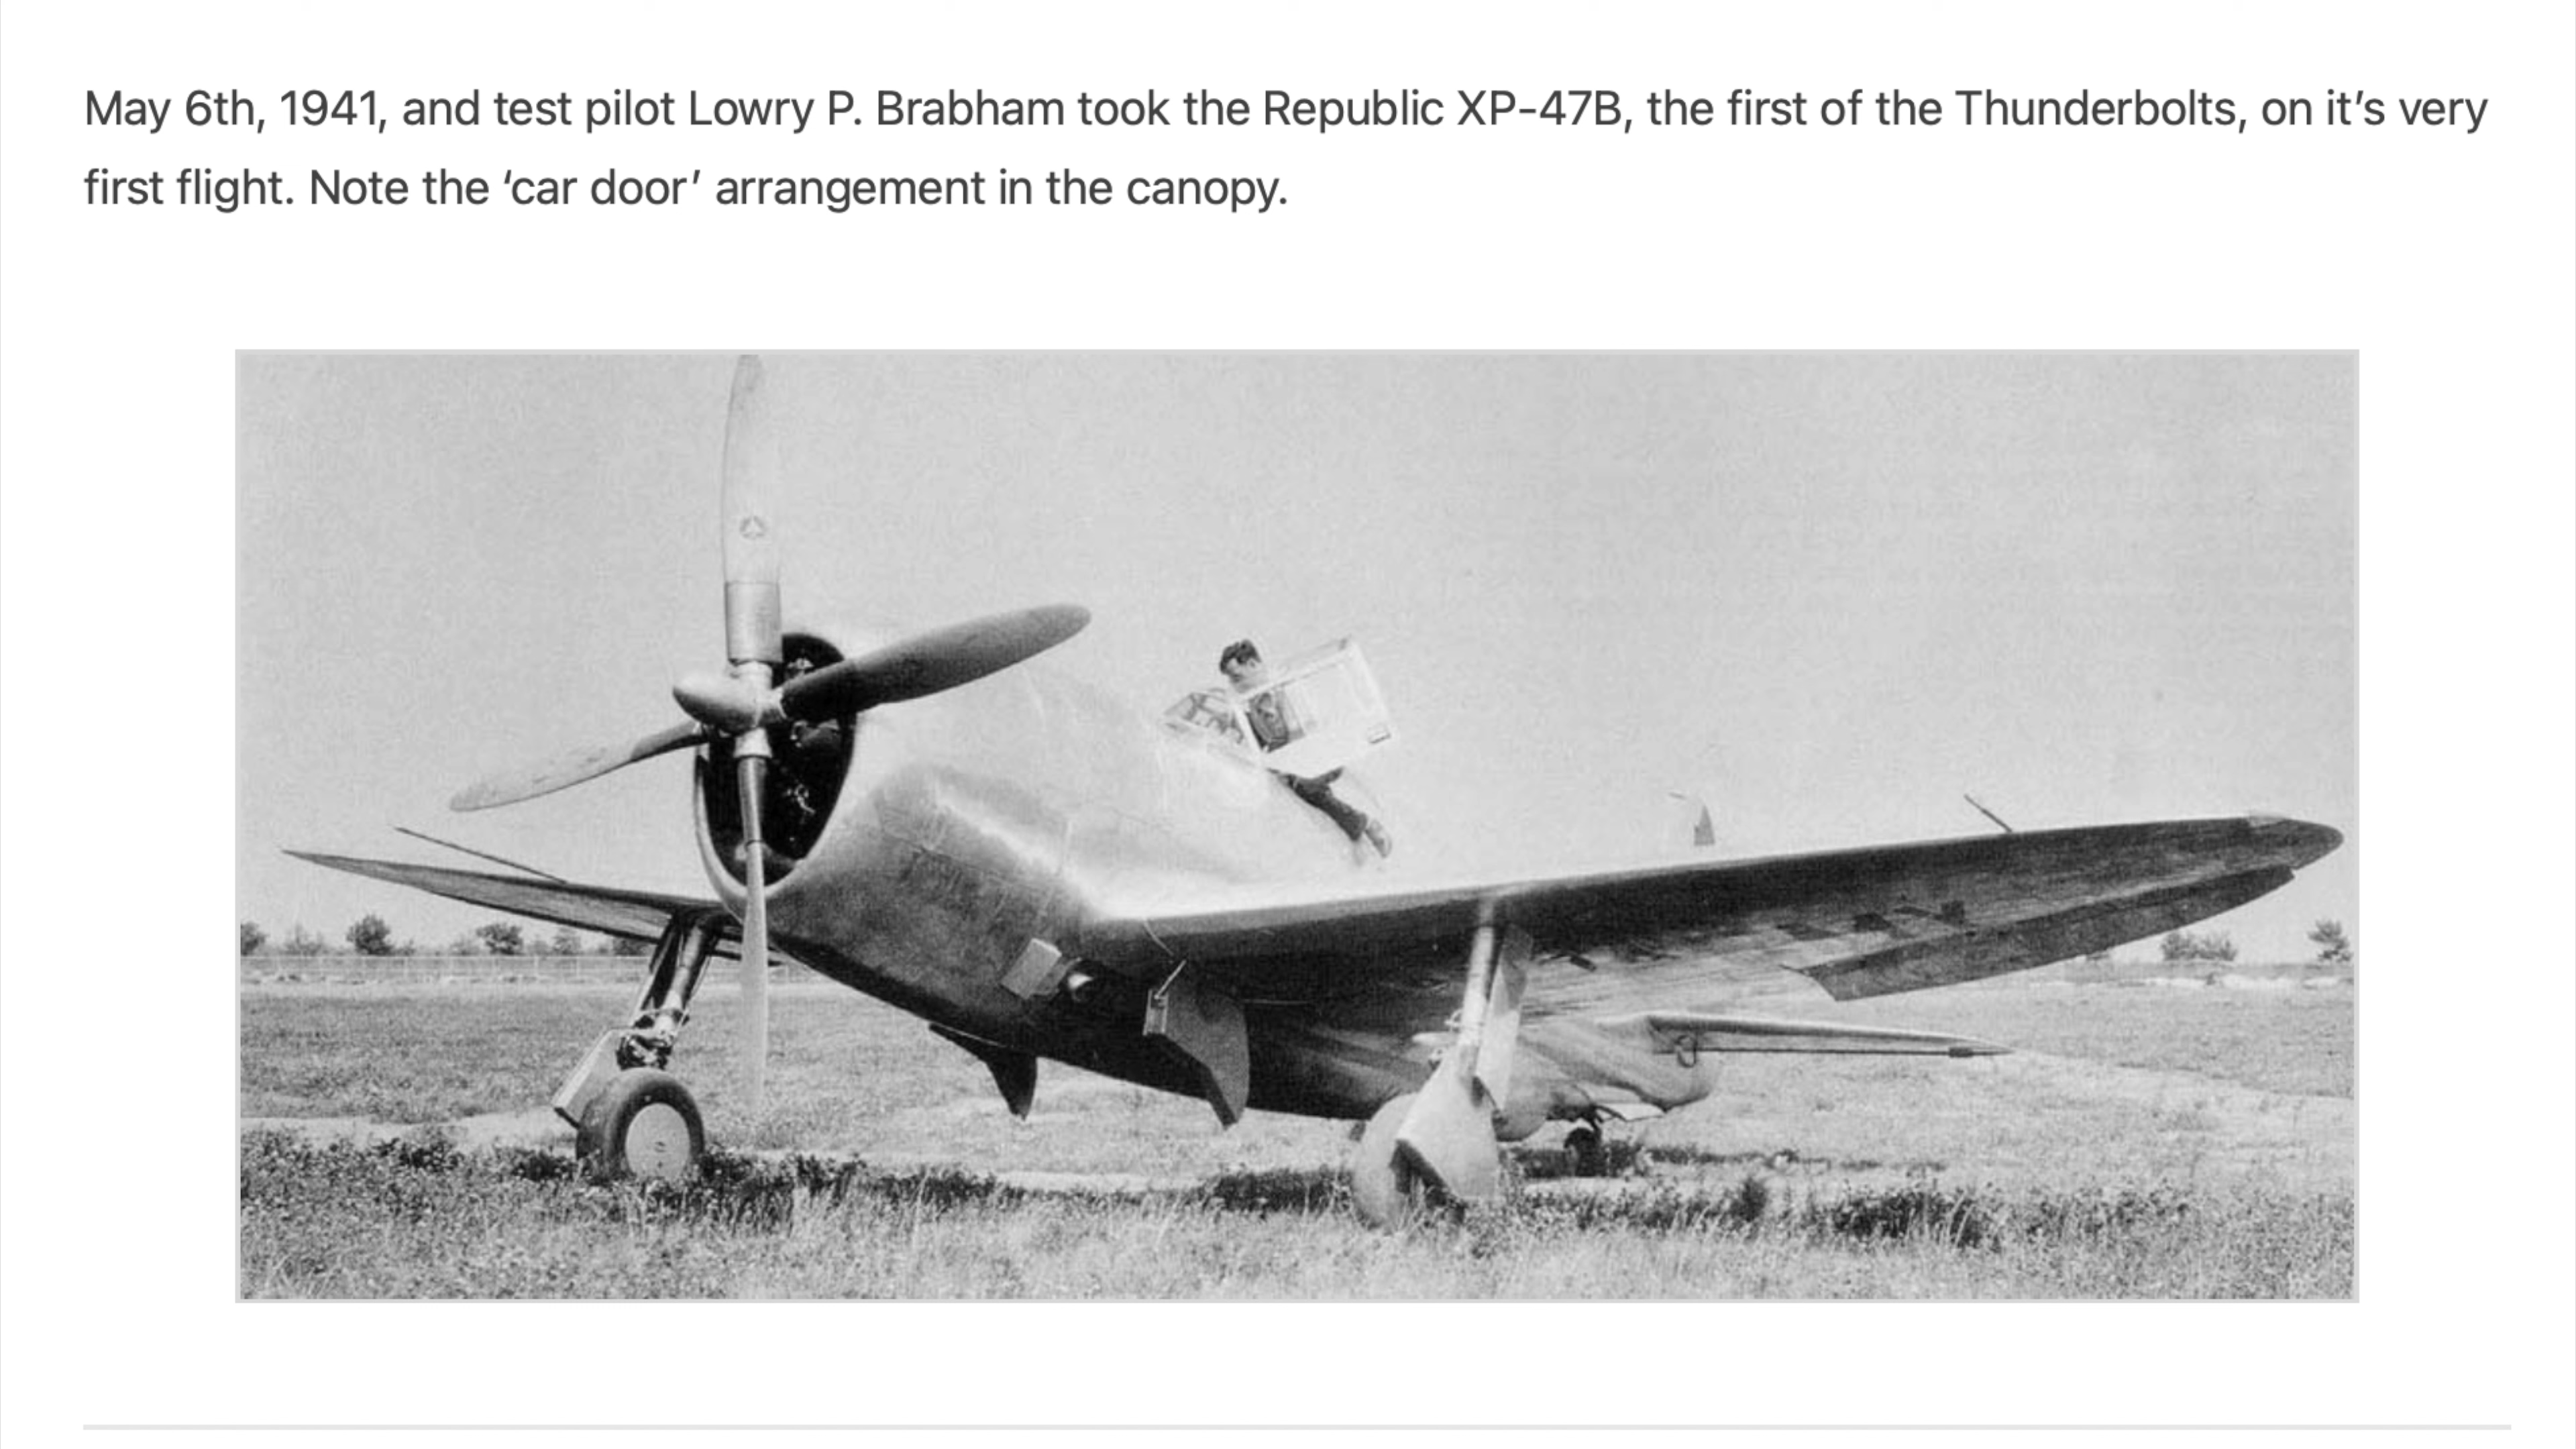 May 6th, 1941, and test pilot Lowry P. Brabham took the Republic XP-47B, the first of the Thunderbolts, on it’s very
first flight. Note the ‘car door’ arrangement in the canopy.